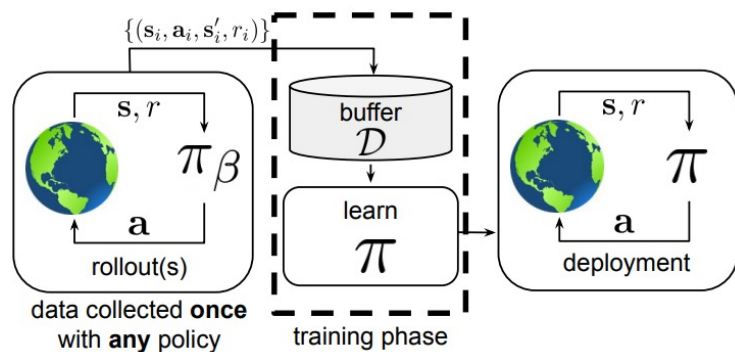 {(s_i, a_i, s'_i, r_i)}
s, r
π_β
a
rollout(s)
data collected once
with any policy
buffer
𝒟
learn
π
training phase
s, r
π
a
deployment